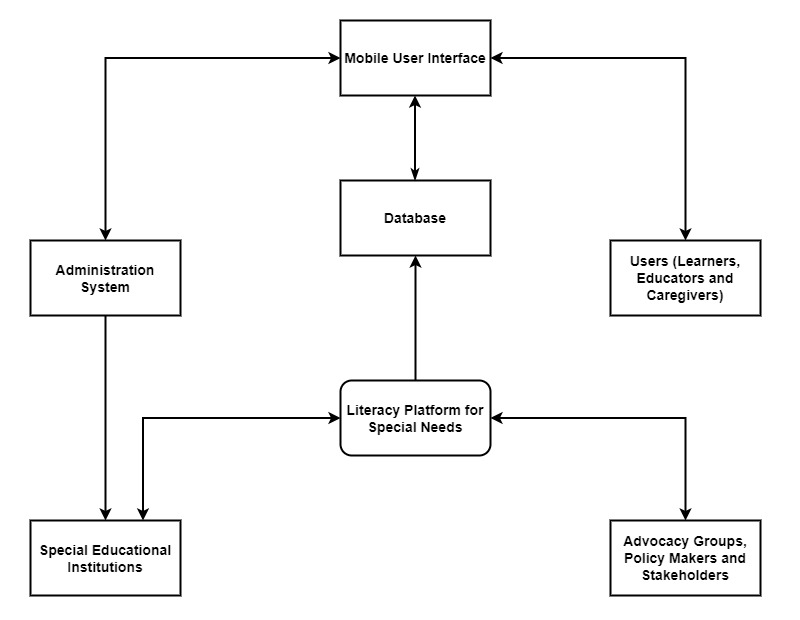 Mobile User Interface
Database
Administration
System
Users (Learners,
Educators and
Caregivers)
Literacy Platform for
Special Needs
Special Educational
Institutions
Advocacy Groups,
Policy Makers and
Stakeholders